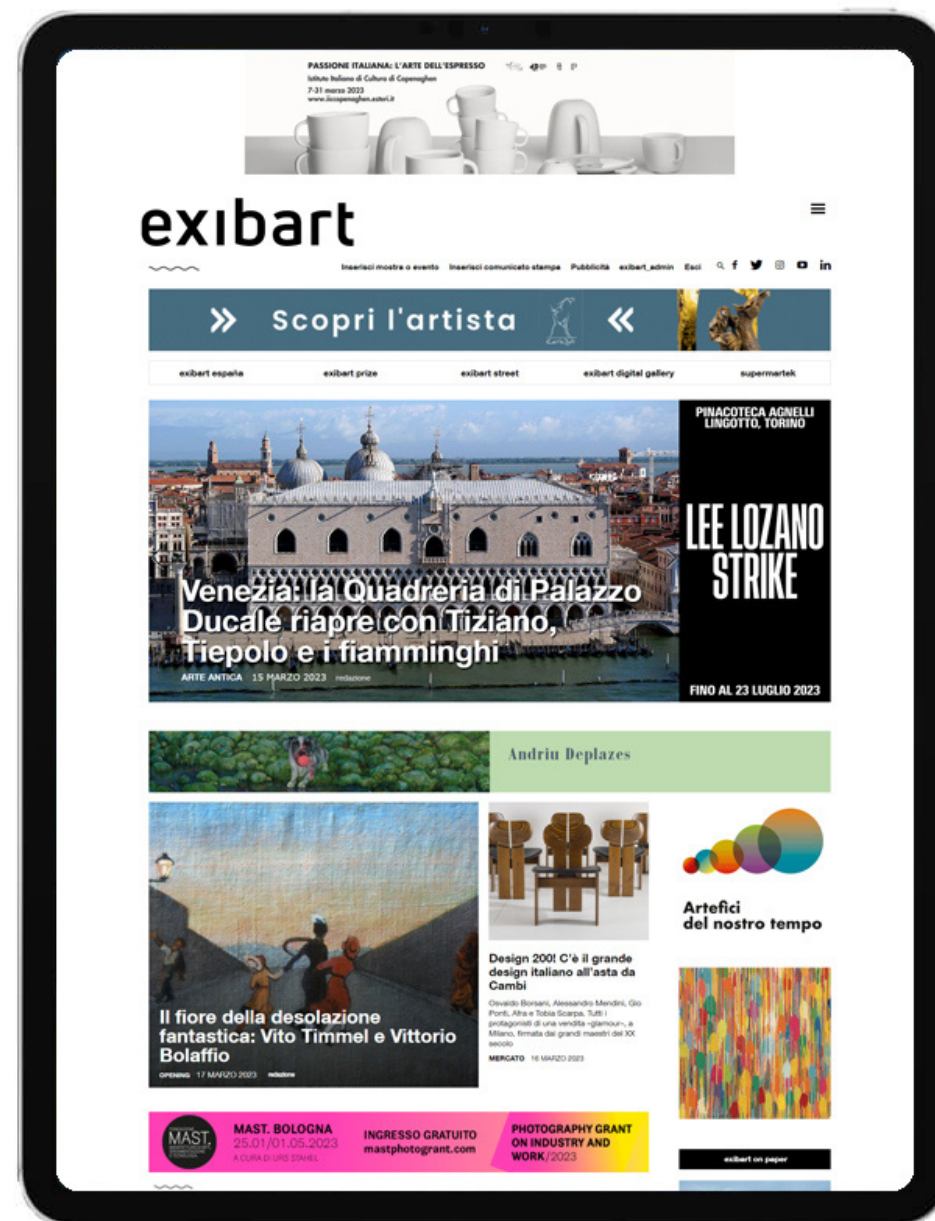 PASSIONE ITALIANA: L'ARTE DELL'ESPRESSO
Istituto Italiano di Cultura di Copenaghen
7-31 marzo 2023
www.iiccopenaghen.esteri.it
exibart
Inserisci mostra o evento Inserisci comunicato stampa Pubblicità exibart_admin Esci
Scopri l'artista
exibart españa exibart prize exibart street exibart digital gallery supermartek
PINACOTECA AGNELLI
LINGOTTO, TORINO
LEE LOZANO
STRIKE
FINO AL 23 LUGLIO 2023
Venezia: la Quadreria di Palazzo
Ducale riapre con Tiziano,
Tiepolo e i fiamminghi
ARTE ANTICA 15 MARZO 2023 redazione
Andriu Deplazes
Il fiore della desolazione
fantastica: Vito Timmel e Vittorio
Bolaffio
OPENING 17 MARZO 2023 redazione
Design 200! C'è il grande
design italiano all'asta da
Cambi
Osvaldo Borsani, Alessandro Mendini, Gio
Ponti, Afra e Tobia Scarpa. Tutti i
protagonisti di una vendita «glamour», a
Milano, firmata dai grandi maestri del XX
secolo
MERCATO 16 MARZO 2023
Artefici
del nostro tempo
MAST.
MAST. BOLOGNA
25.01/01.05.2023
A CURA DI URS STAHEL
INGRESSO GRATUITO
mastphotogrant.com
PHOTOGRAPHY GRANT
ON INDUSTRY AND
WORK/2023
exibart on paper